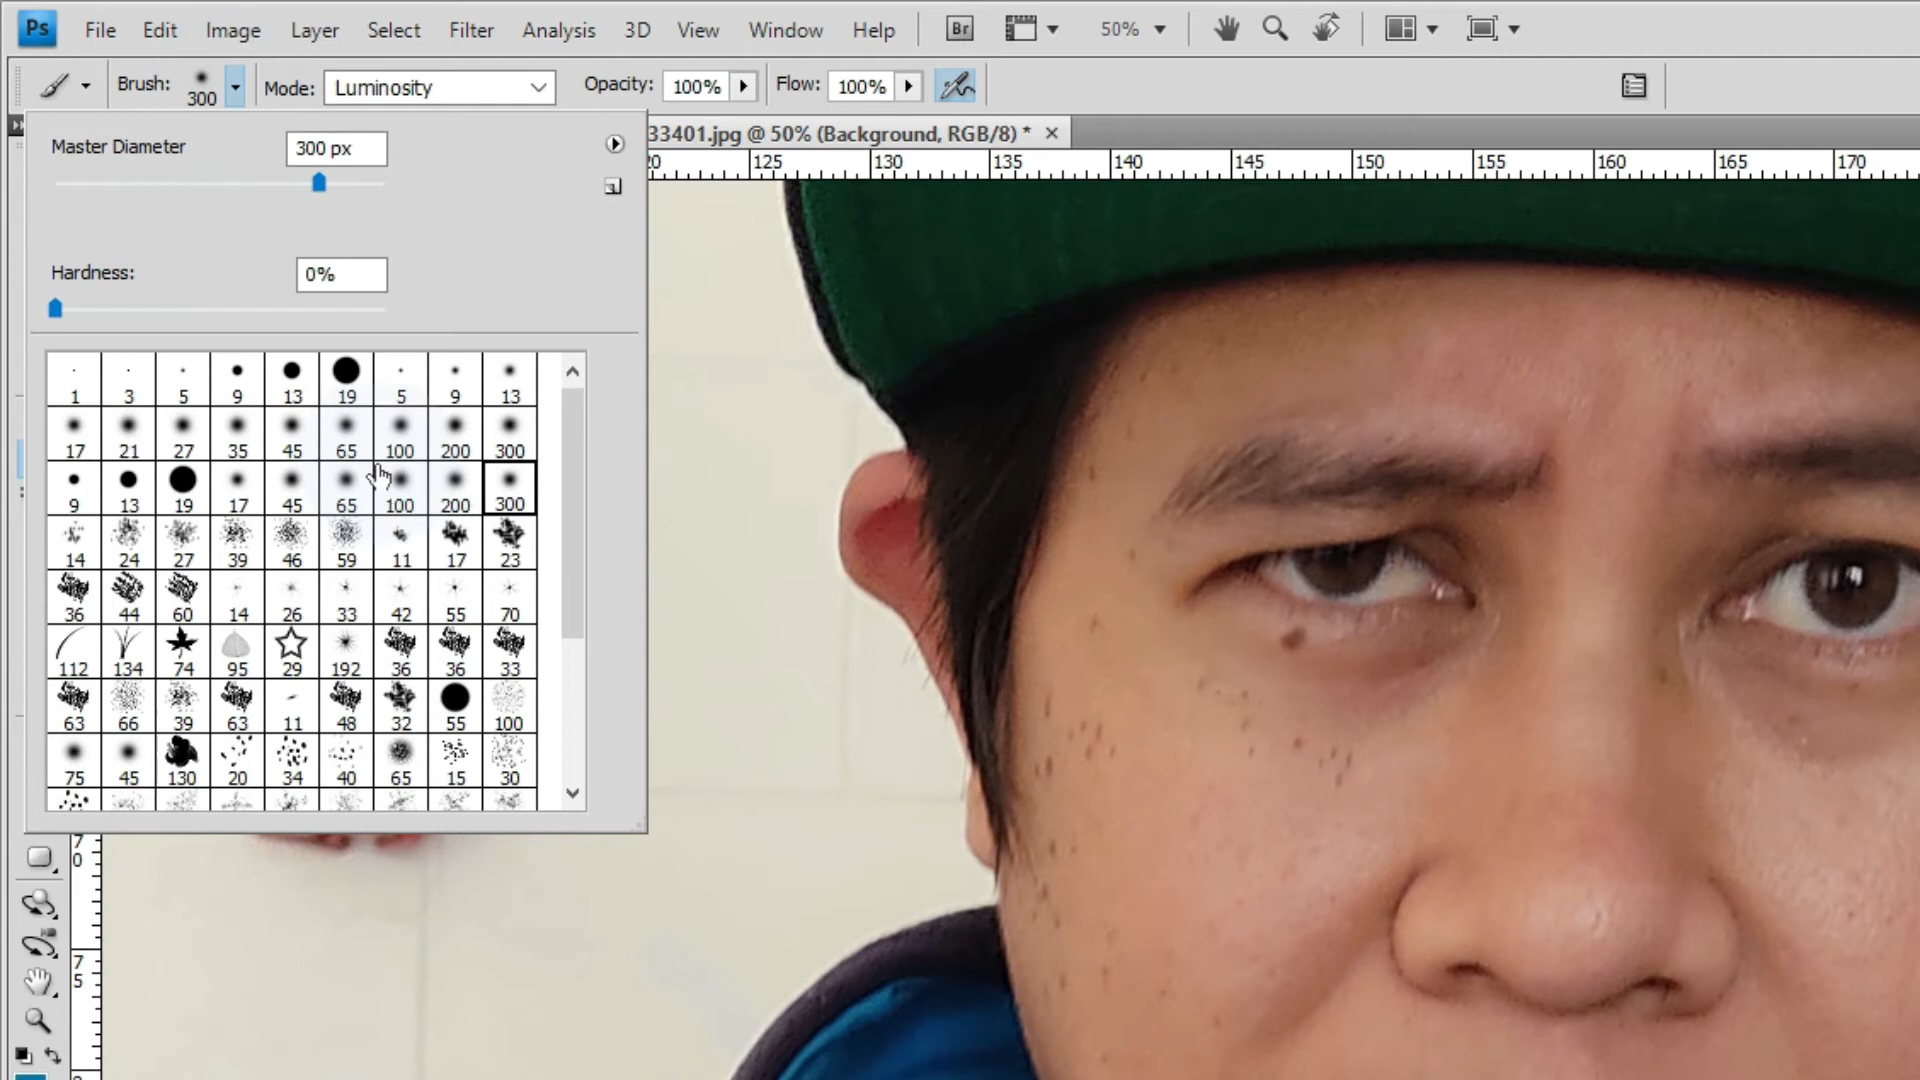 Ps File Edit Image Layer Select Filter Analysis 3D View Window Help Br 50%
Brush: 300 Mode: Luminosity Opacity: 100% Flow: 100%
Master Diameter 300 px
33401.jpg @ 50% (Background, RGB/8) * ×
20 125 130 135 140 145 150 155 160 165 170
Hardness: 0%
1 3 5 9 13 19 5 9 13
17 21 27 35 45 65 100 200 300
9 13 19 17 45 65 100 200 300
14 24 27 39 46 59 11 17 23
36 44 60 14 26 33 42 55 70
112 134 74 95 29 192 36 36 33
63 66 39 63 11 48 32 55 100
75 45 130 20 34 40 65 15 30
7
0
7
5